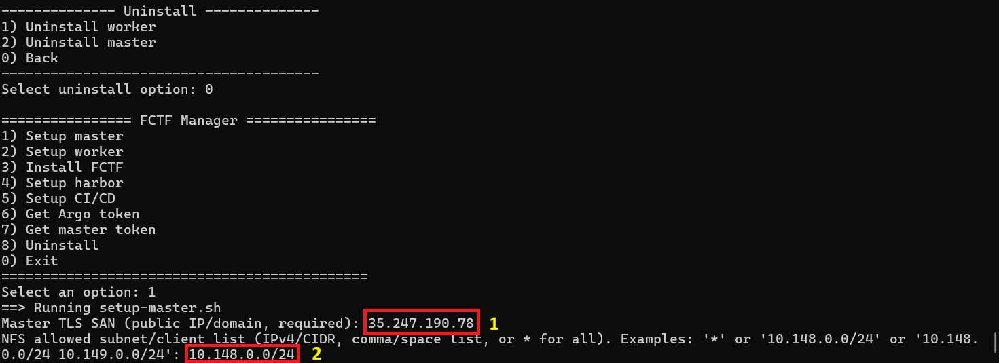 -------------- Uninstall --------------
1) Uninstall worker
2) Uninstall master
0) Back
---------------------------------------
Select uninstall option: 0
================ FCTF Manager ================
1) Setup master
2) Setup worker
3) Install FCTF
4) Setup harbor
5) Setup CI/CD
6) Get Argo token
7) Get master token
8) Uninstall
0) Exit
=============================================
Select an option: 1
==> Running setup-master.sh
Master TLS SAN (public IP/domain, required): 35.247.190.78 1
NFS allowed subnet/client list (IPv4/CIDR, comma/space list, or * for all). Examples: '*' or '10.148.0.0/24' or '10.148.
0.0/24 10.149.0.0/24': 10.148.0.0/24 2